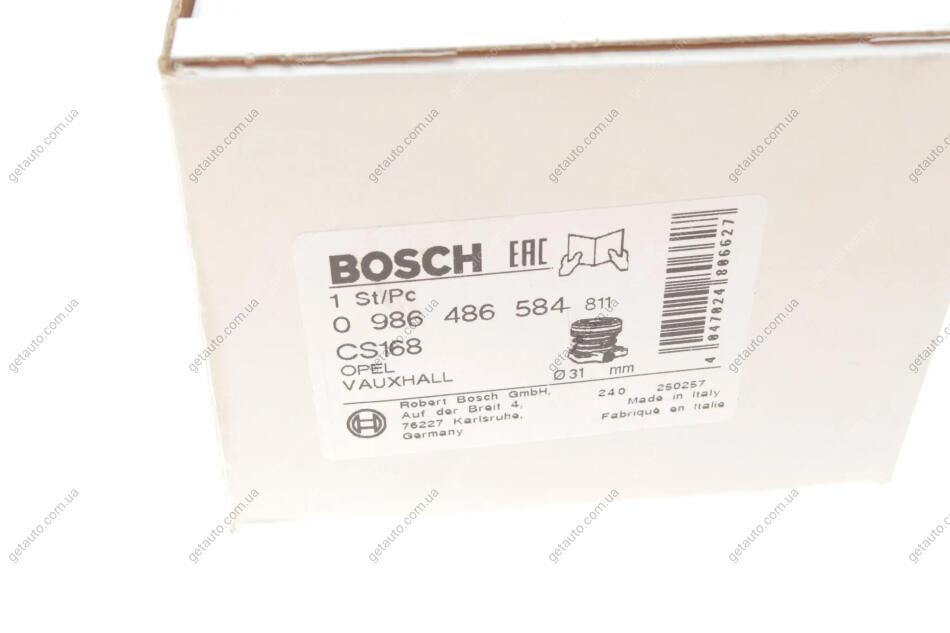 BOSCH EAC
1 St/Pc
0 986 486 584 811
CS168
OPEL
VAUXHALL
Ø31 mm
4 047024 806627
Robert Bosch GmbH,
Auf der Breit 4,
76227 Karlsruhe,
Germany
240 250257
Made in Italy
Fabriqué en Italie
getauto.com.ua